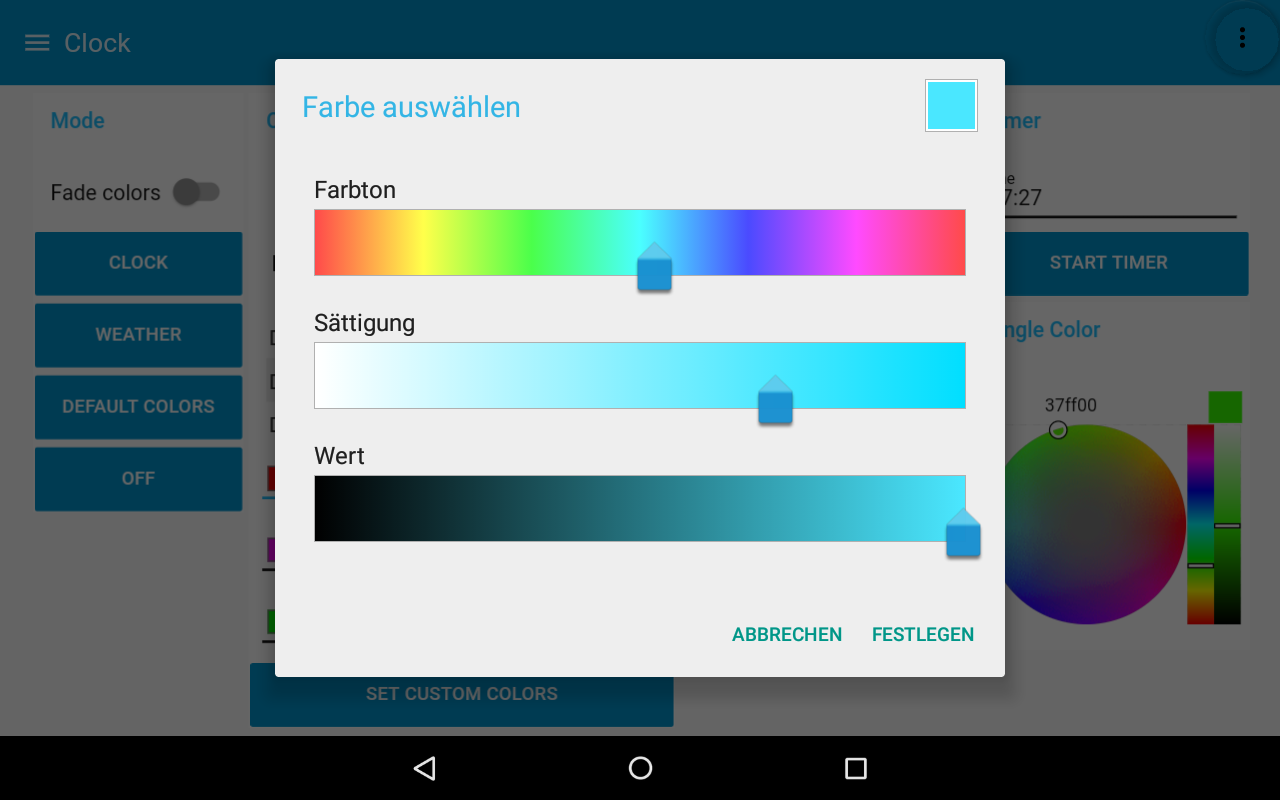 Clock
Farbe auswählen
Mode
Fade colors
CLOCK
WEATHER
DEFAULT COLORS
OFF
Farbton
Sättigung
Wert
ABBRECHEN
FESTLEGEN
SET CUSTOM COLORS
mer
e
7:27
START TIMER
ngle Color
37ff00